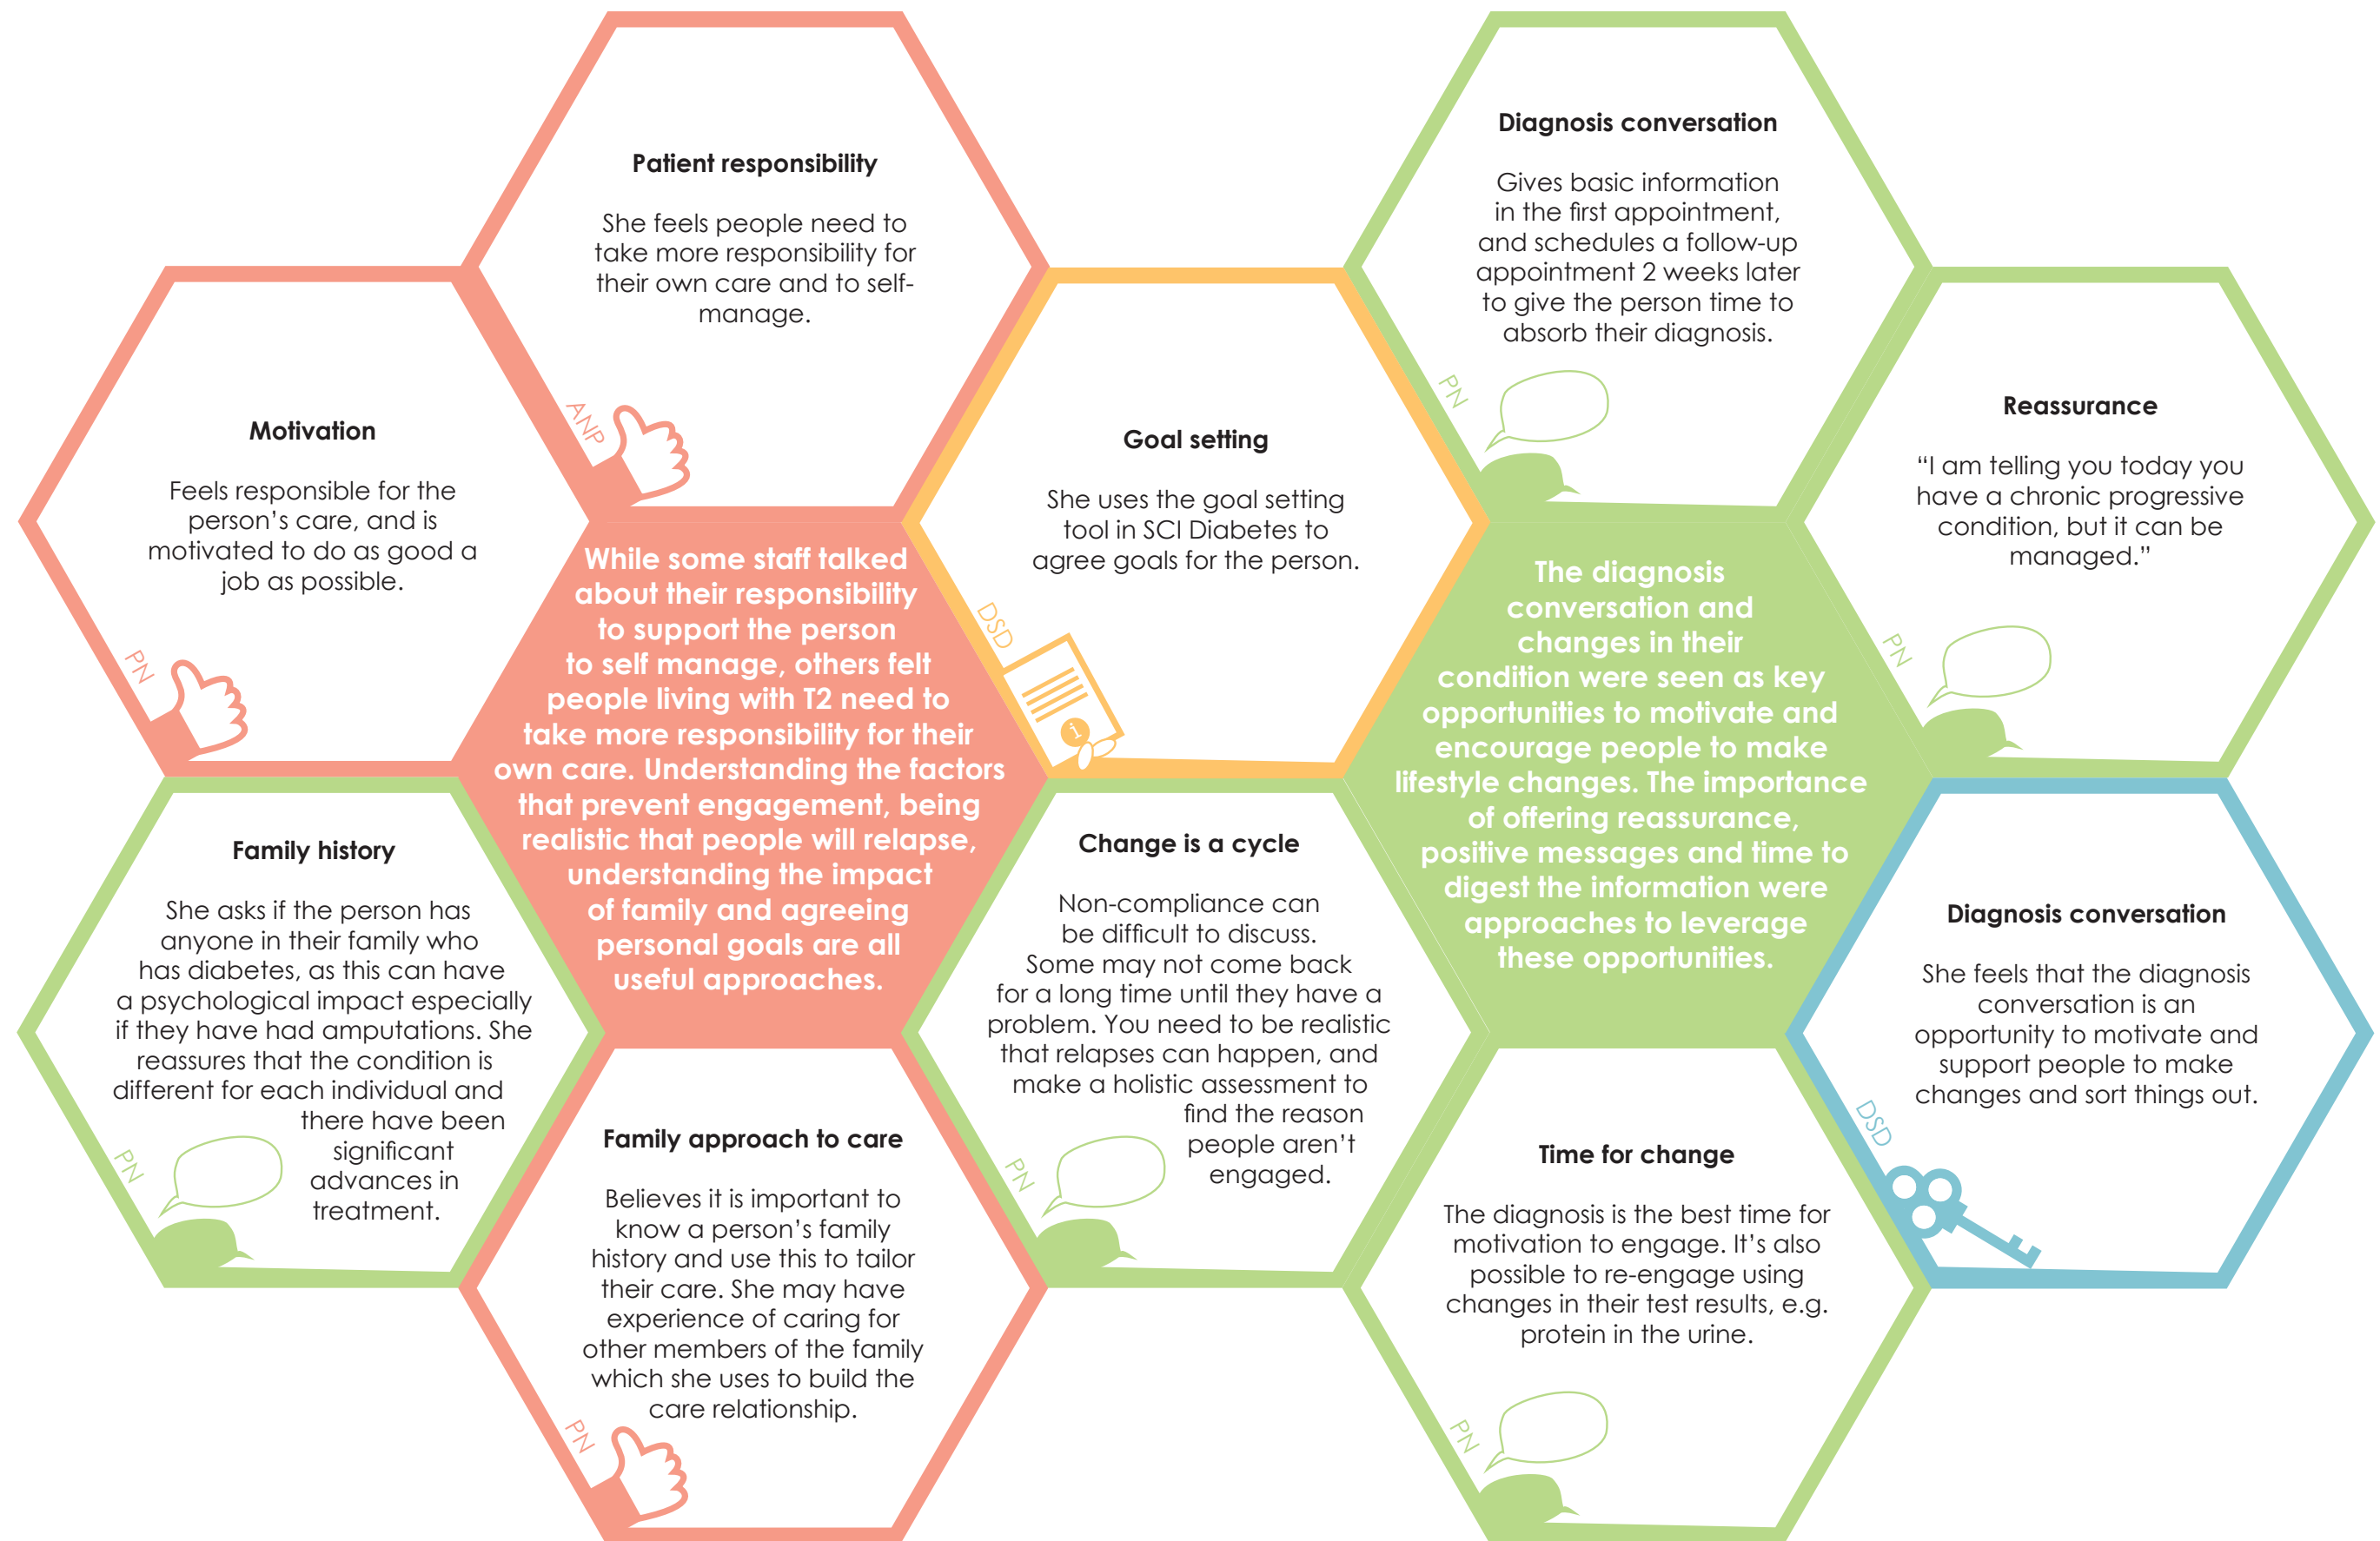 Patient responsibility
She feels people need to
take more responsibility for
their own care and to self-
manage.
ANP
Diagnosis conversation
Gives basic information
in the first appointment,
and schedules a follow-up
appointment 2 weeks later
to give the person time to
absorb their diagnosis.
PN
Motivation
Feels responsible for the
person’s care, and is
motivated to do as good a
job as possible.
PN
Goal setting
She uses the goal setting
tool in SCI Diabetes to
agree goals for the person.
DSD
i
Reassurance
“I am telling you today you
have a chronic progressive
condition, but it can be
managed.”
PN
While some staff talked
about their responsibility
to support the person
to self manage, others felt
people living with T2 need to
take more responsibility for their
own care. Understanding the factors
that prevent engagement, being
realistic that people will relapse,
understanding the impact
of family and agreeing
personal goals are all
useful approaches.
The diagnosis
conversation and
changes in their
condition were seen as key
opportunities to motivate and
encourage people to make
lifestyle changes. The importance
of offering reassurance,
positive messages and time to
digest the information were
approaches to leverage
these opportunities.
Family history
She asks if the person has
anyone in their family who
has diabetes, as this can have
a psychological impact especially
if they have had amputations. She
reassures that the condition is
different for each individual and
there have been
significant
advances in
treatment.
PN
Change is a cycle
Non-compliance can
be difficult to discuss.
Some may not come back
for a long time until they have a
problem. You need to be realistic
that relapses can happen, and
make a holistic assessment to
find the reason
people aren’t
engaged.
PN
Diagnosis conversation
She feels that the diagnosis
conversation is an
opportunity to motivate and
support people to make
changes and sort things out.
DSD
Family approach to care
Believes it is important to
know a person’s family
history and use this to tailor
their care. She may have
experience of caring for
other members of the family
which she uses to build the
care relationship.
PN
Time for change
The diagnosis is the best time for
motivation to engage. It’s also
possible to re-engage using
changes in their test results, e.g.
protein in the urine.
PN